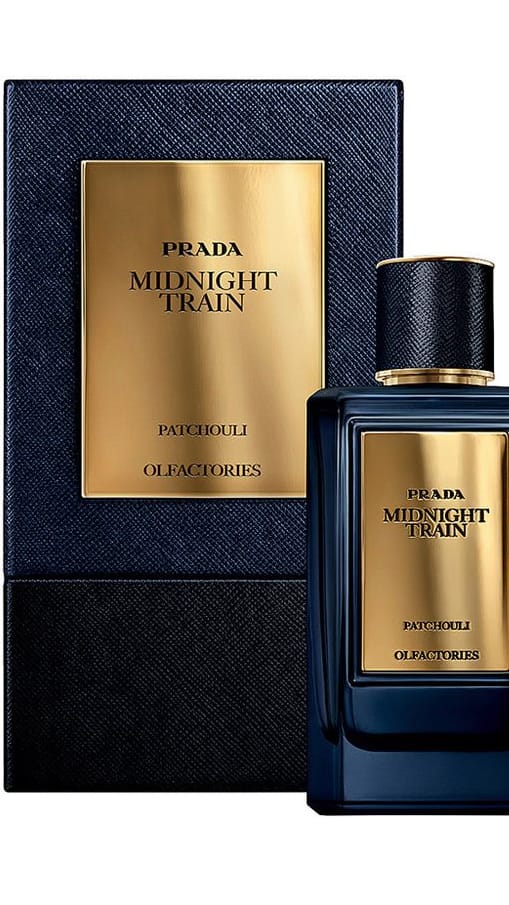 PRADA
MIDNIGHT
TRAIN
PATCHOULI
OLFACTORIES
PRADA
MIDNIGHT
TRAIN
PATCHOULI
OLFACTORIES